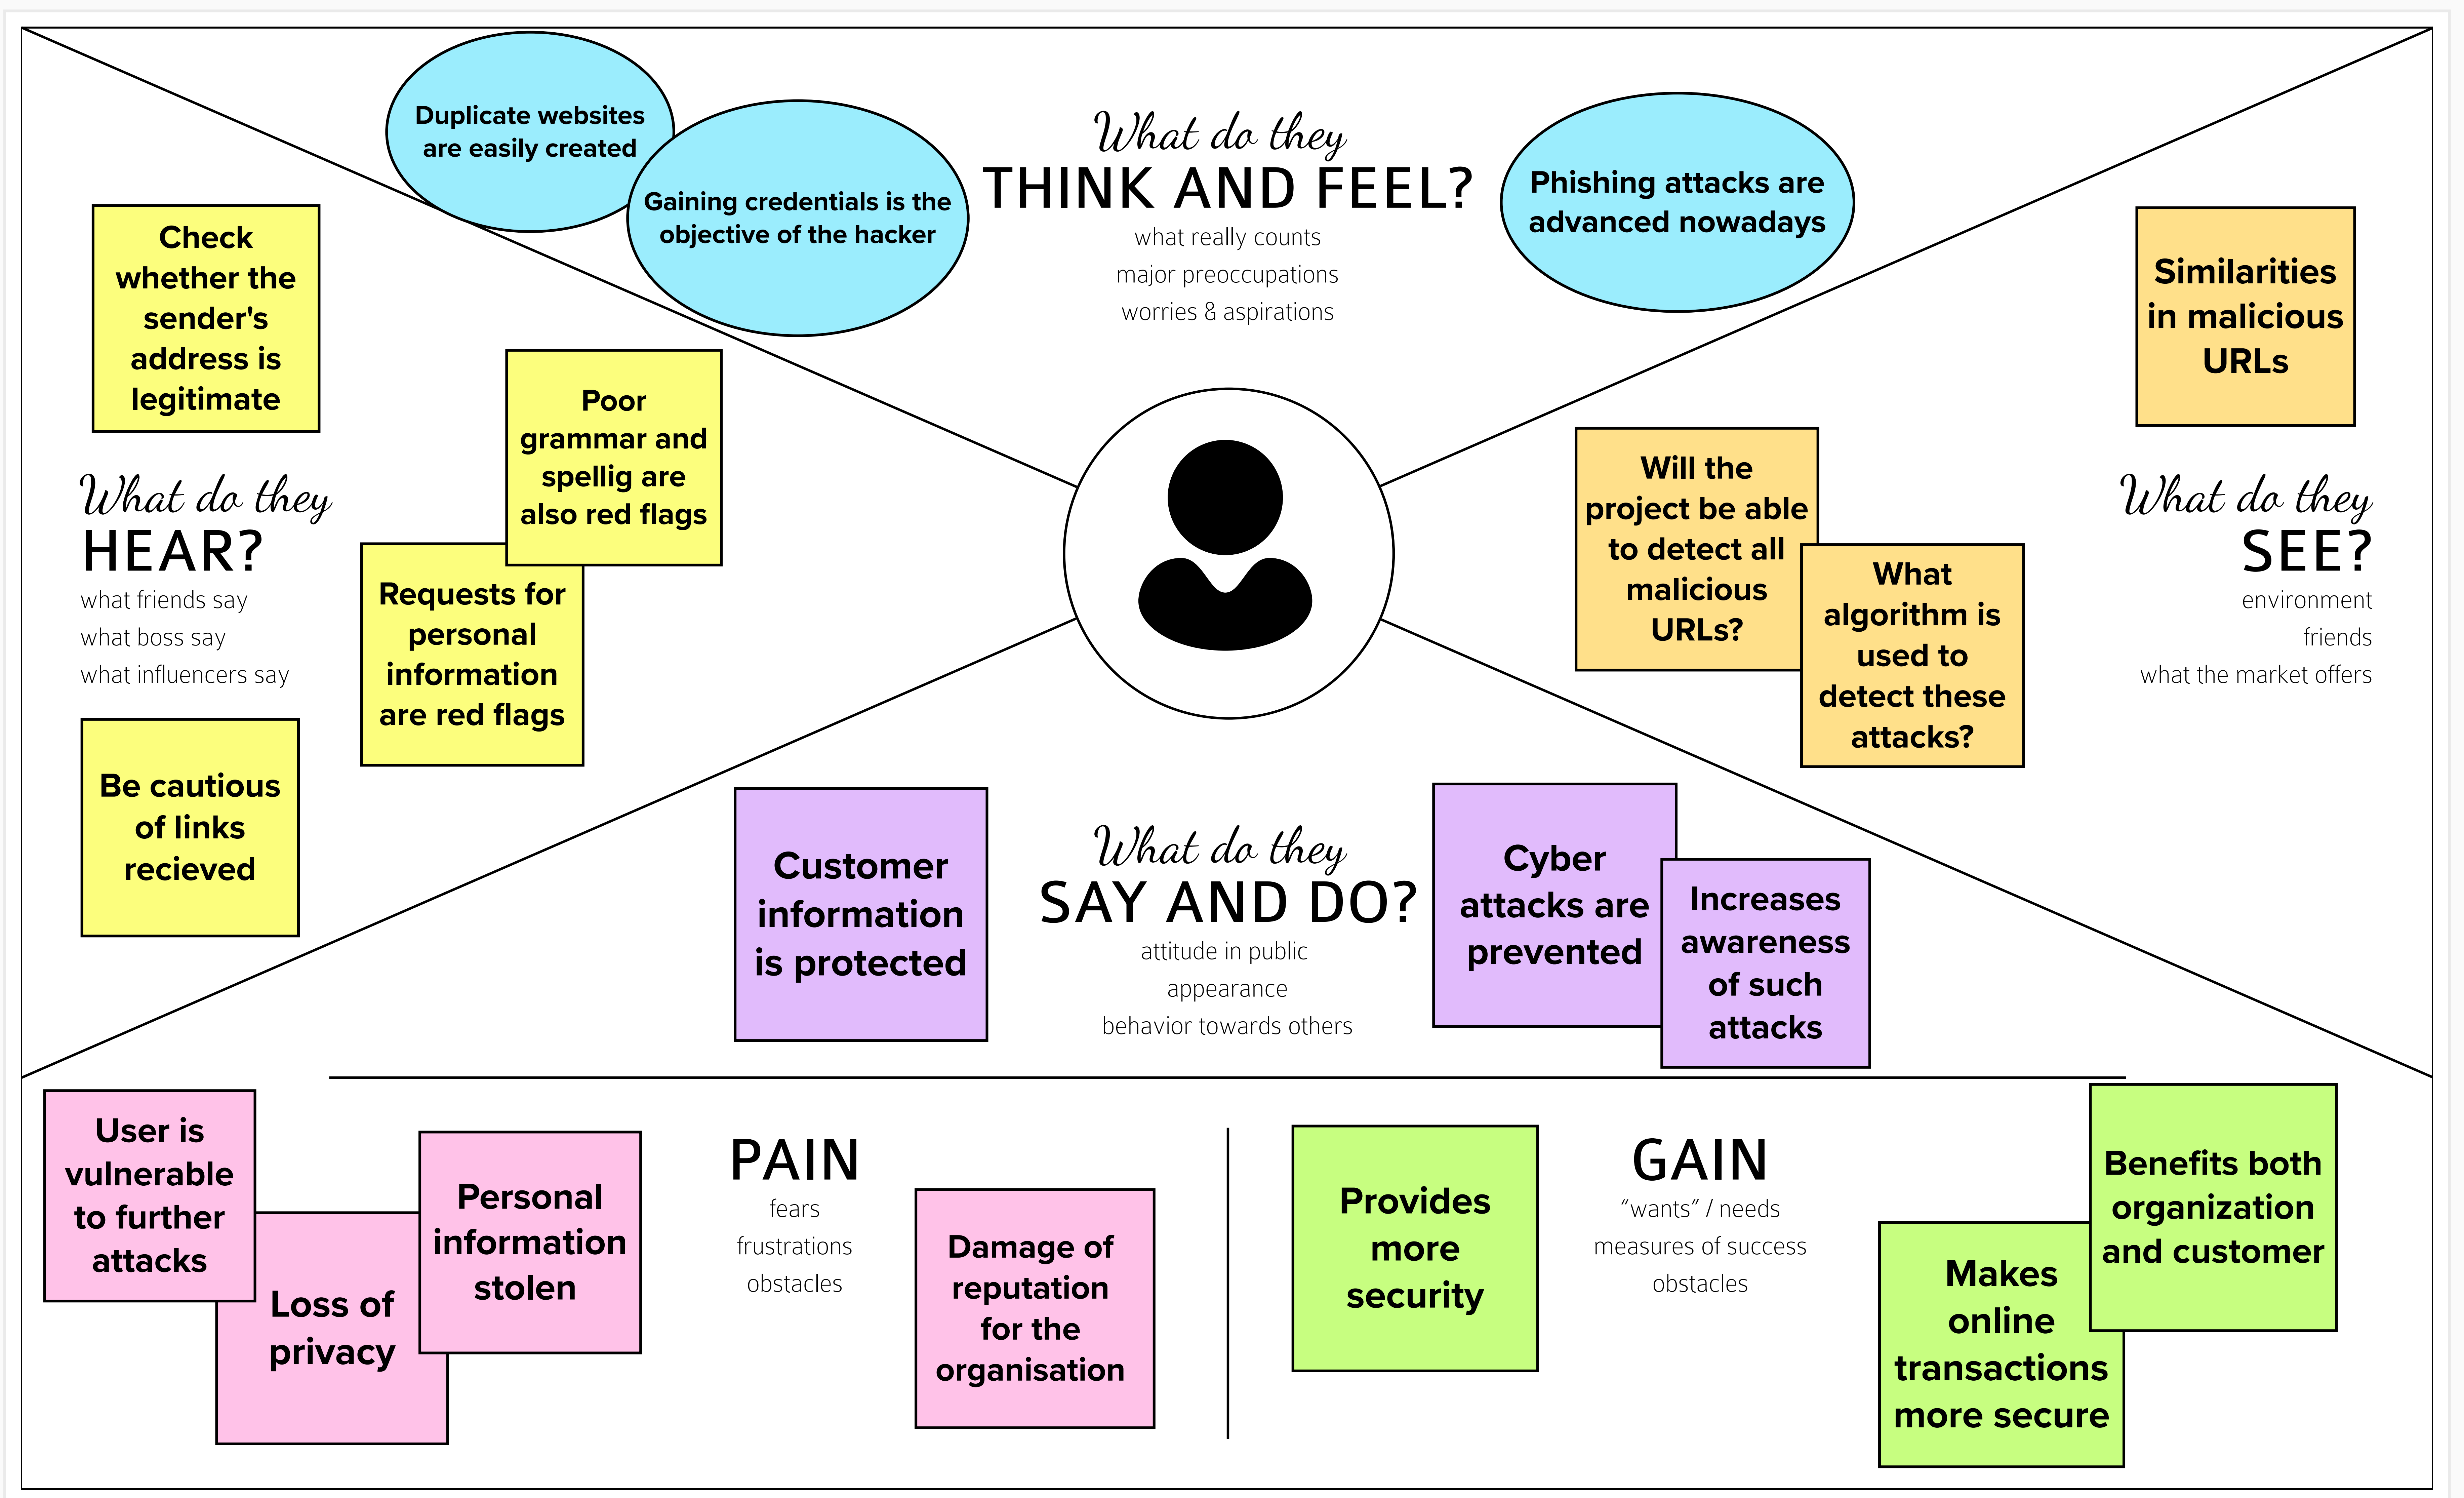 Duplicate websites
are easily created
Gaining credentials is the
objective of the hacker
What do they
THINK AND FEEL?
what really counts
major preoccupations
worries & aspirations
Phishing attacks are
advanced nowadays
Check
whether the
sender's
address is
legitimate
Poor
grammar and
spellig are
also red flags
What do they
HEAR?
what friends say
what boss say
what influencers say
Requests for
personal
information
are red flags
Be cautious
of links
recieved
Similarities
in malicious
URLs
Will the
project be able
to detect all
malicious
URLs?
What
algorithm is
used to
detect these
attacks?
What do they
SEE?
environment
friends
what the market offers
Customer
information
is protected
What do they
SAY AND DO?
attitude in public
appearance
behavior towards others
Cyber
attacks are
prevented
Increases
awareness
of such
attacks
User is
vulnerable
to further
attacks
Loss of
privacy
Personal
information
stolen
PAIN
fears
frustrations
obstacles
Damage of
reputation
for the
organisation
Provides
more
security
GAIN
“wants” / needs
measures of success
obstacles
Makes
online
transactions
more secure
Benefits both
organization
and customer